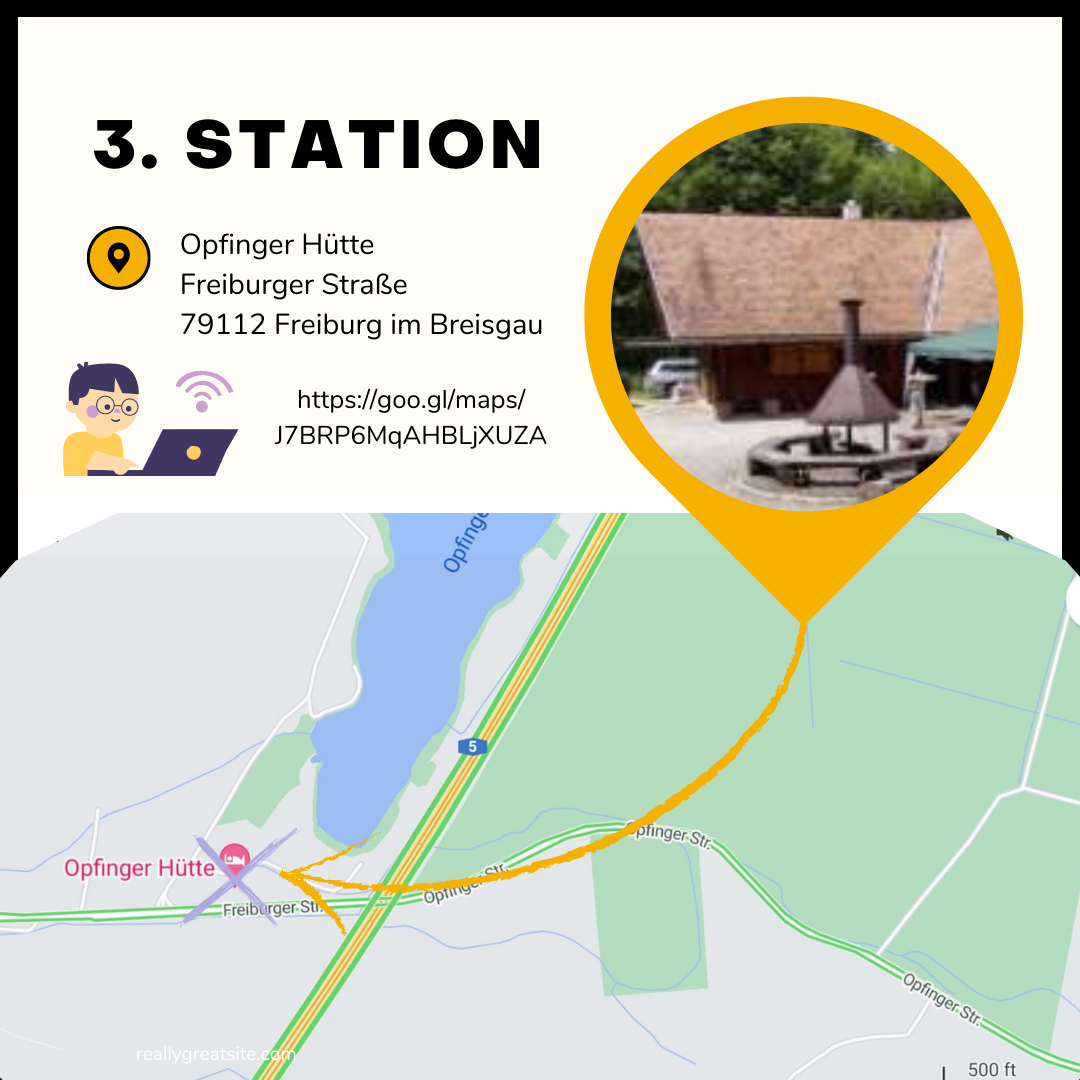 3. STATION
Opfinger Hütte
Freiburger Straße
79112 Freiburg im Breisgau
https://goo.gl/maps/
J7BRP6MqAHBLjXUZA
5
Opfinger Str.
Opfinger Hütte
Opfinger Str.
Freiburger Str.
Opfinger Str.
reallygreatsite.com
500 ft